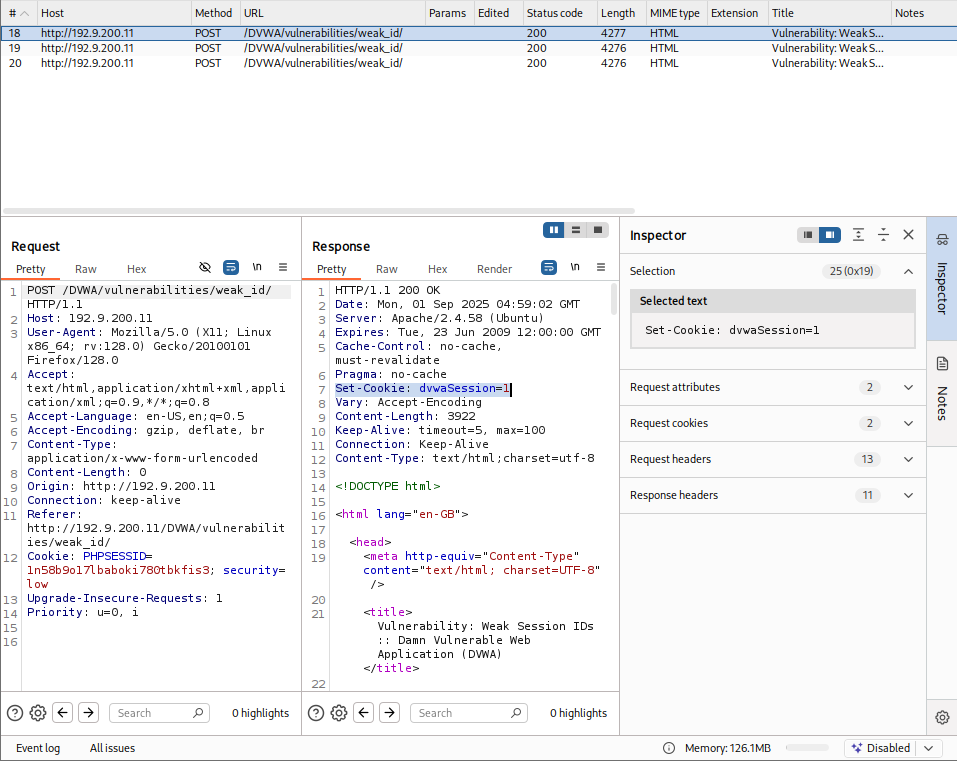 # Host Method URL Params Edited Status code Length MIME type Extension Title Notes
18 http://192.9.200.11 POST /DVWA/vulnerabilities/weak_id/ 200 4277 HTML Vulnerability: Weak S...
19 http://192.9.200.11 POST /DVWA/vulnerabilities/weak_id/ 200 4276 HTML Vulnerability: Weak S...
20 http://192.9.200.11 POST /DVWA/vulnerabilities/weak_id/ 200 4276 HTML Vulnerability: Weak S...
Request
Pretty Raw Hex \n
1 POST /DVWA/vulnerabilities/weak_id/
HTTP/1.1
2 Host: 192.9.200.11
3 User-Agent: Mozilla/5.0 (X11; Linux
x86_64; rv:128.0) Gecko/20100101
Firefox/128.0
4 Accept:
text/html,application/xhtml+xml,appli
cation/xml;q=0.9,*/*;q=0.8
5 Accept-Language: en-US,en;q=0.5
6 Accept-Encoding: gzip, deflate, br
7 Content-Type:
application/x-www-form-urlencoded
8 Content-Length: 0
9 Origin: http://192.9.200.11
10 Connection: keep-alive
11 Referer:
http://192.9.200.11/DVWA/vulnerabilit
ies/weak_id/
12 Cookie: PHPSESSID=
1n58b9o17lbaboki780tbkfis3; security=
low
13 Upgrade-Insecure-Requests: 1
14 Priority: u=0, i
15
16
Search
0 highlights
Response
Pretty Raw Hex Render \n
1 HTTP/1.1 200 OK
2 Date: Mon, 01 Sep 2025 04:59:02 GMT
3 Server: Apache/2.4.58 (Ubuntu)
4 Expires: Tue, 23 Jun 2009 12:00:00 GMT
5 Cache-Control: no-cache,
must-revalidate
6 Pragma: no-cache
7 Set-Cookie: dvwaSession=1
8 Vary: Accept-Encoding
9 Content-Length: 3922
10 Keep-Alive: timeout=5, max=100
11 Connection: Keep-Alive
12 Content-Type: text/html;charset=utf-8
13
14 <!DOCTYPE html>
15
16 <html lang="en-GB">
17
18 <head>
19 <meta http-equiv="Content-Type"
content="text/html; charset=UTF-8"
/>
20
21 <title>
Vulnerability: Weak Session IDs
:: Damn Vulnerable Web
Application (DVWA)
</title>
22
Search
0 highlights
Inspector
Selection 25 (0x19)
Selected text
Set-Cookie: dvwaSession=1
Request attributes 2
Request cookies 2
Request headers 13
Response headers 11
Inspector
Notes
Event log All issues
Memory: 126.1MB
Disabled